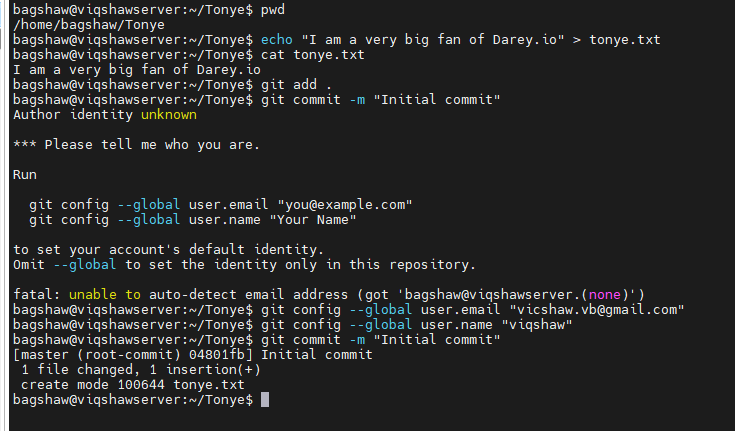 bagshaw@viqshawserver:~/Tonye$ pwd
/home/bagshaw/Tonye
bagshaw@viqshawserver:~/Tonye$ echo "I am a very big fan of Darey.io" > tonye.txt
bagshaw@viqshawserver:~/Tonye$ cat tonye.txt
I am a very big fan of Darey.io
bagshaw@viqshawserver:~/Tonye$ git add .
bagshaw@viqshawserver:~/Tonye$ git commit -m "Initial commit"
Author identity unknown

*** Please tell me who you are.

Run

  git config --global user.email "you@example.com"
  git config --global user.name "Your Name"

to set your account's default identity.
Omit --global to set the identity only in this repository.

fatal: unable to auto-detect email address (got 'bagshaw@viqshawserver.(none)')
bagshaw@viqshawserver:~/Tonye$ git config --global user.email "vicshaw.vb@gmail.com"
bagshaw@viqshawserver:~/Tonye$ git config --global user.name "viqshaw"
bagshaw@viqshawserver:~/Tonye$ git commit -m "Initial commit"
[master (root-commit) 04801fb] Initial commit
 1 file changed, 1 insertion(+)
 create mode 100644 tonye.txt
bagshaw@viqshawserver:~/Tonye$